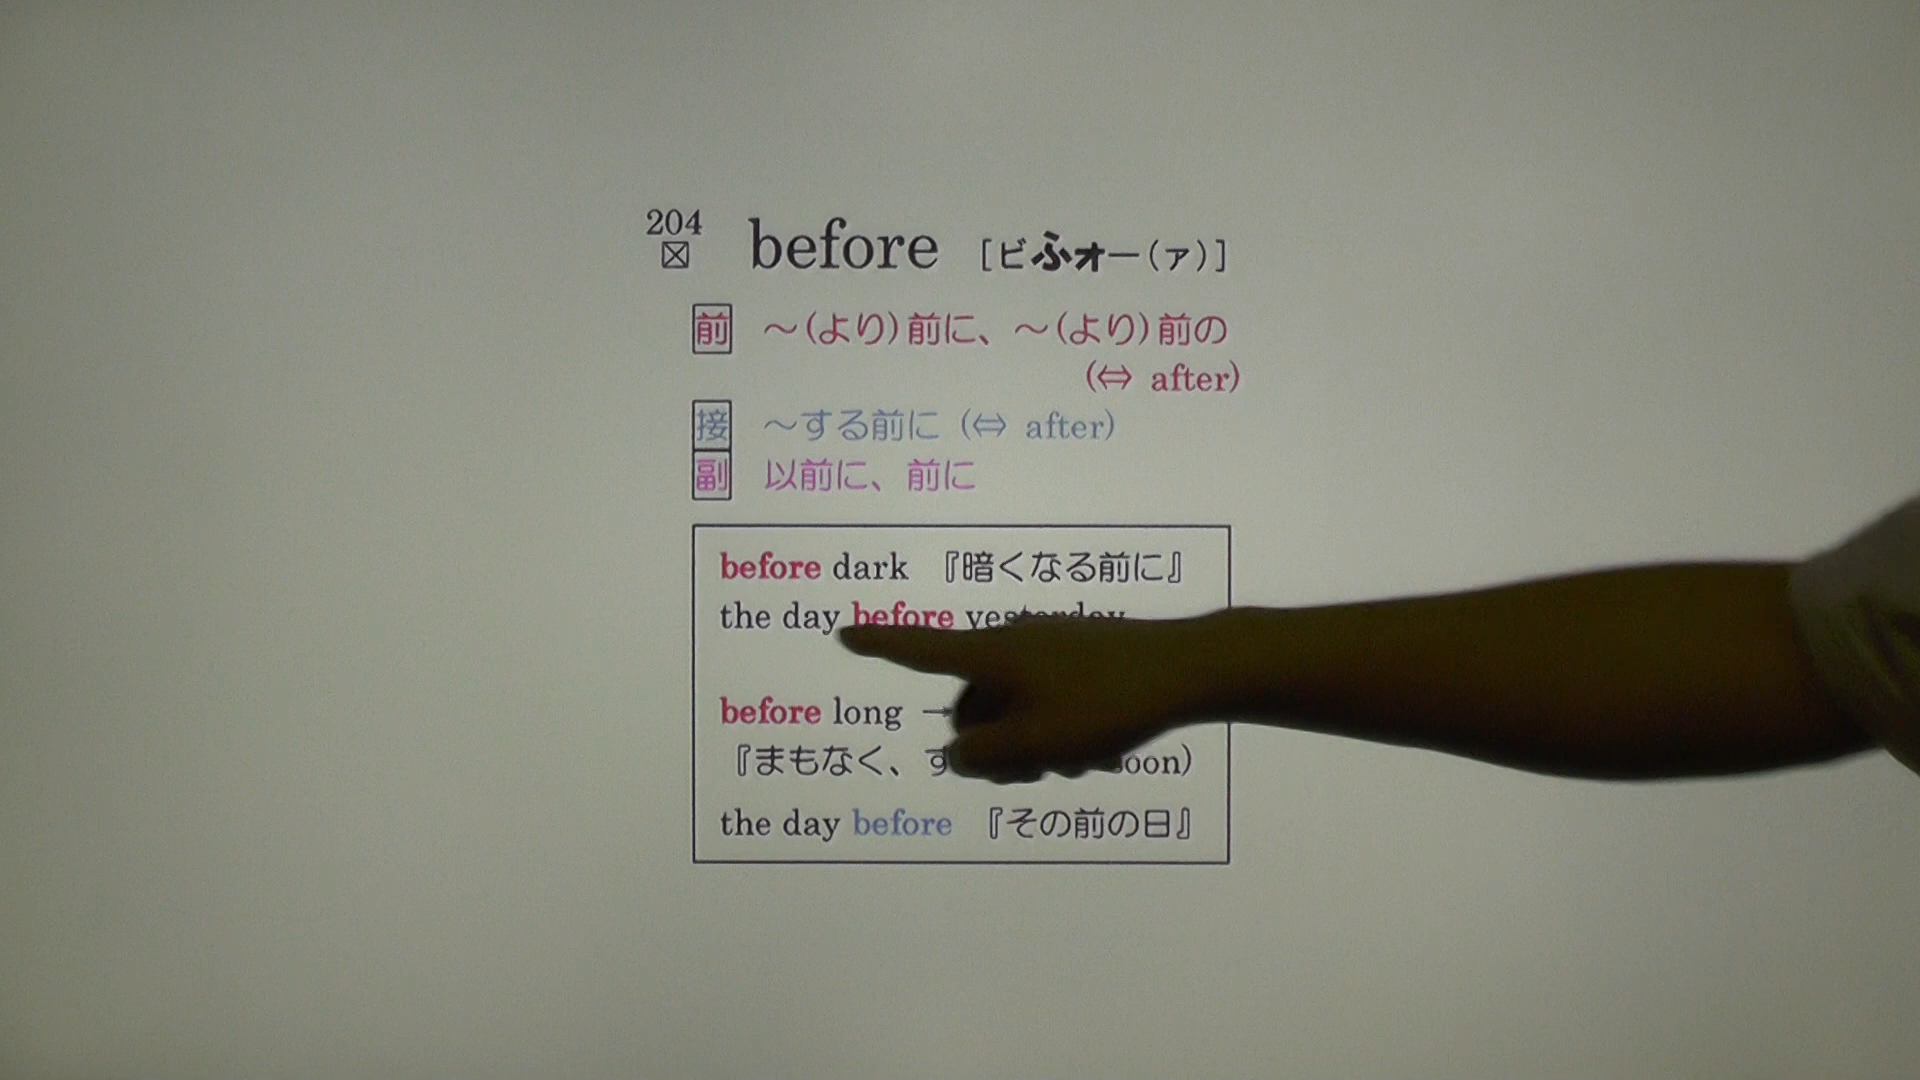 204
before [ビふォー(ァ)]
前 〜(より)前に、〜(より)前の
(⇔ after)
接 〜する前に (⇔ after)
副 以前に、前に
before dark 『暗くなる前に』
the day before yesterday
before long →
『まもなく、す soon)
the day before 『その前の日』